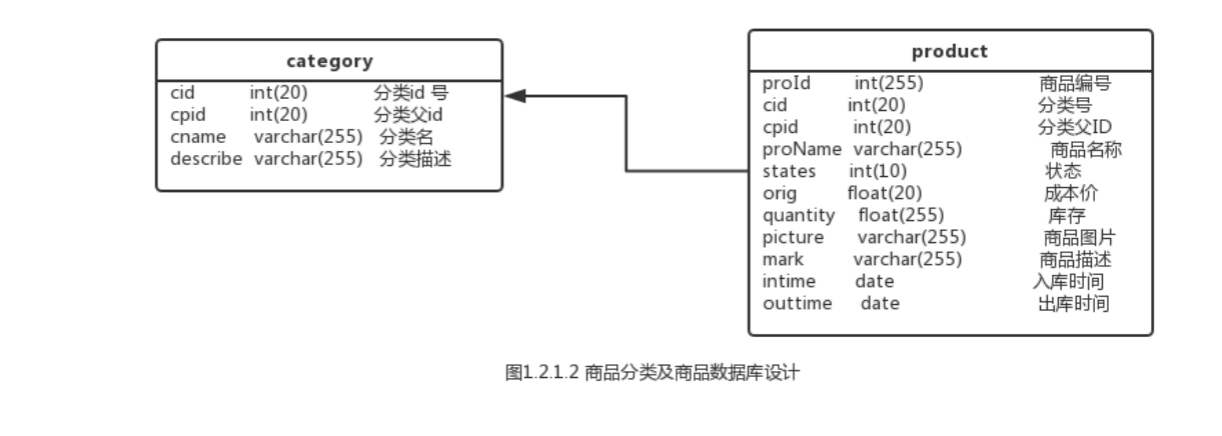 category
cid int(20) 分类id 号
cpid int(20) 分类父id
cname varchar(255) 分类名
describe varchar(255) 分类描述
product
proId int(255) 商品编号
cid int(20) 分类号
cpid int(20) 分类父ID
proName varchar(255) 商品名称
states int(10) 状态
orig float(20) 成本价
quantity float(255) 库存
picture varchar(255) 商品图片
mark varchar(255) 商品描述
intime date 入库时间
outtime date 出库时间
图1.2.1.2 商品分类及商品数据库设计